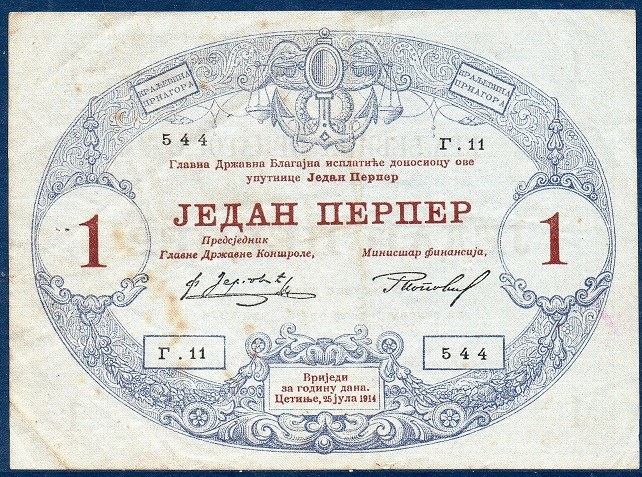 КРАЉЕВИНА
ЦРНАГОРА
КРАЉЕВИНА
ЦРНАГОРА
544
Г.11
Главна Државна Благајна исплатиће доносиоцу ове
упутнице Један Перпер
1
ЈЕДАН ПЕРПЕР
1
Предсједник
Главне Државне Контроле,
Министар финансија,
Г.11
544
Вриједи
за годину дана.
Цетиње, 25 јула 1914